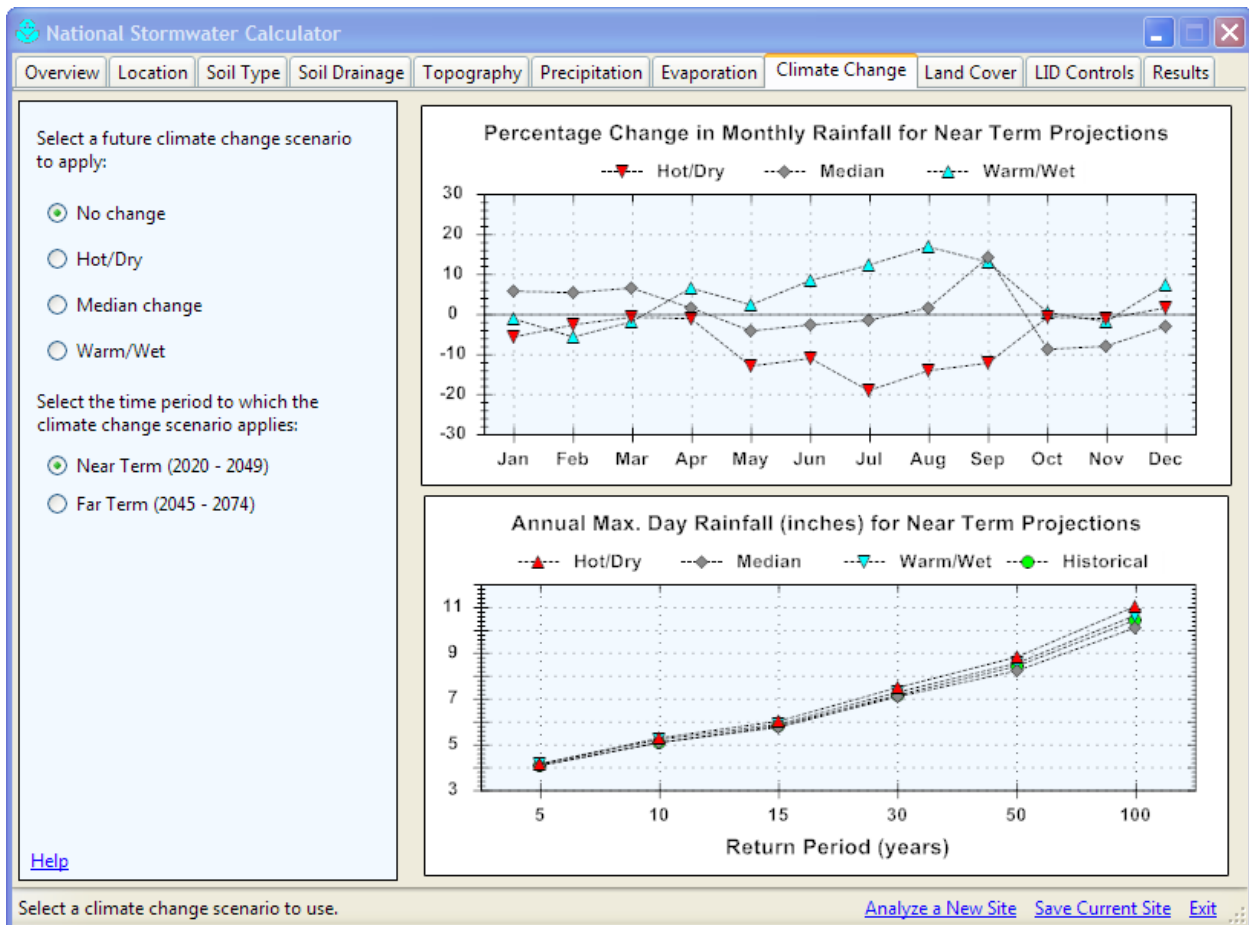 National Stormwater Calculator
Overview Location Soil Type Soil Drainage Topography Precipitation Evaporation Climate Change Land Cover LID Controls Results
Select a future climate change scenario
to apply:
No change
Hot/Dry
Median change
Warm/Wet
Select the time period to which the
climate change scenario applies:
Near Term (2020 - 2049)
Far Term (2045 - 2074)
Help
Percentage Change in Monthly Rainfall for Near Term Projections
Hot/Dry Median Warm/Wet
30
20
10
0
-10
-20
-30
Jan Feb Mar Apr May Jun Jul Aug Sep Oct Nov Dec
Annual Max. Day Rainfall (inches) for Near Term Projections
Hot/Dry Median Warm/Wet Historical
11
9
7
5
3
5 10 15 30 50 100
Return Period (years)
Select a climate change scenario to use.
Analyze a New Site Save Current Site Exit